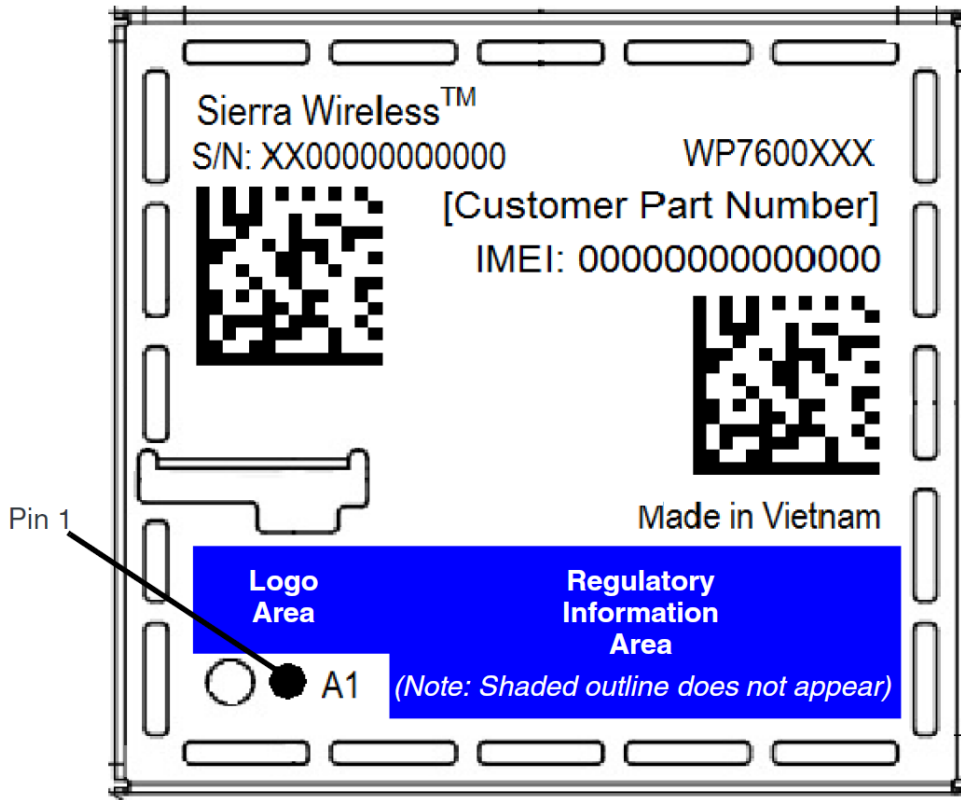 Sierra Wireless™
S/N: XX00000000000
WP7600XXX
[Customer Part Number]
IMEI: 00000000000000
Made in Vietnam
Pin 1
Logo
Area
Regulatory
Information
Area
(Note: Shaded outline does not appear)
A1